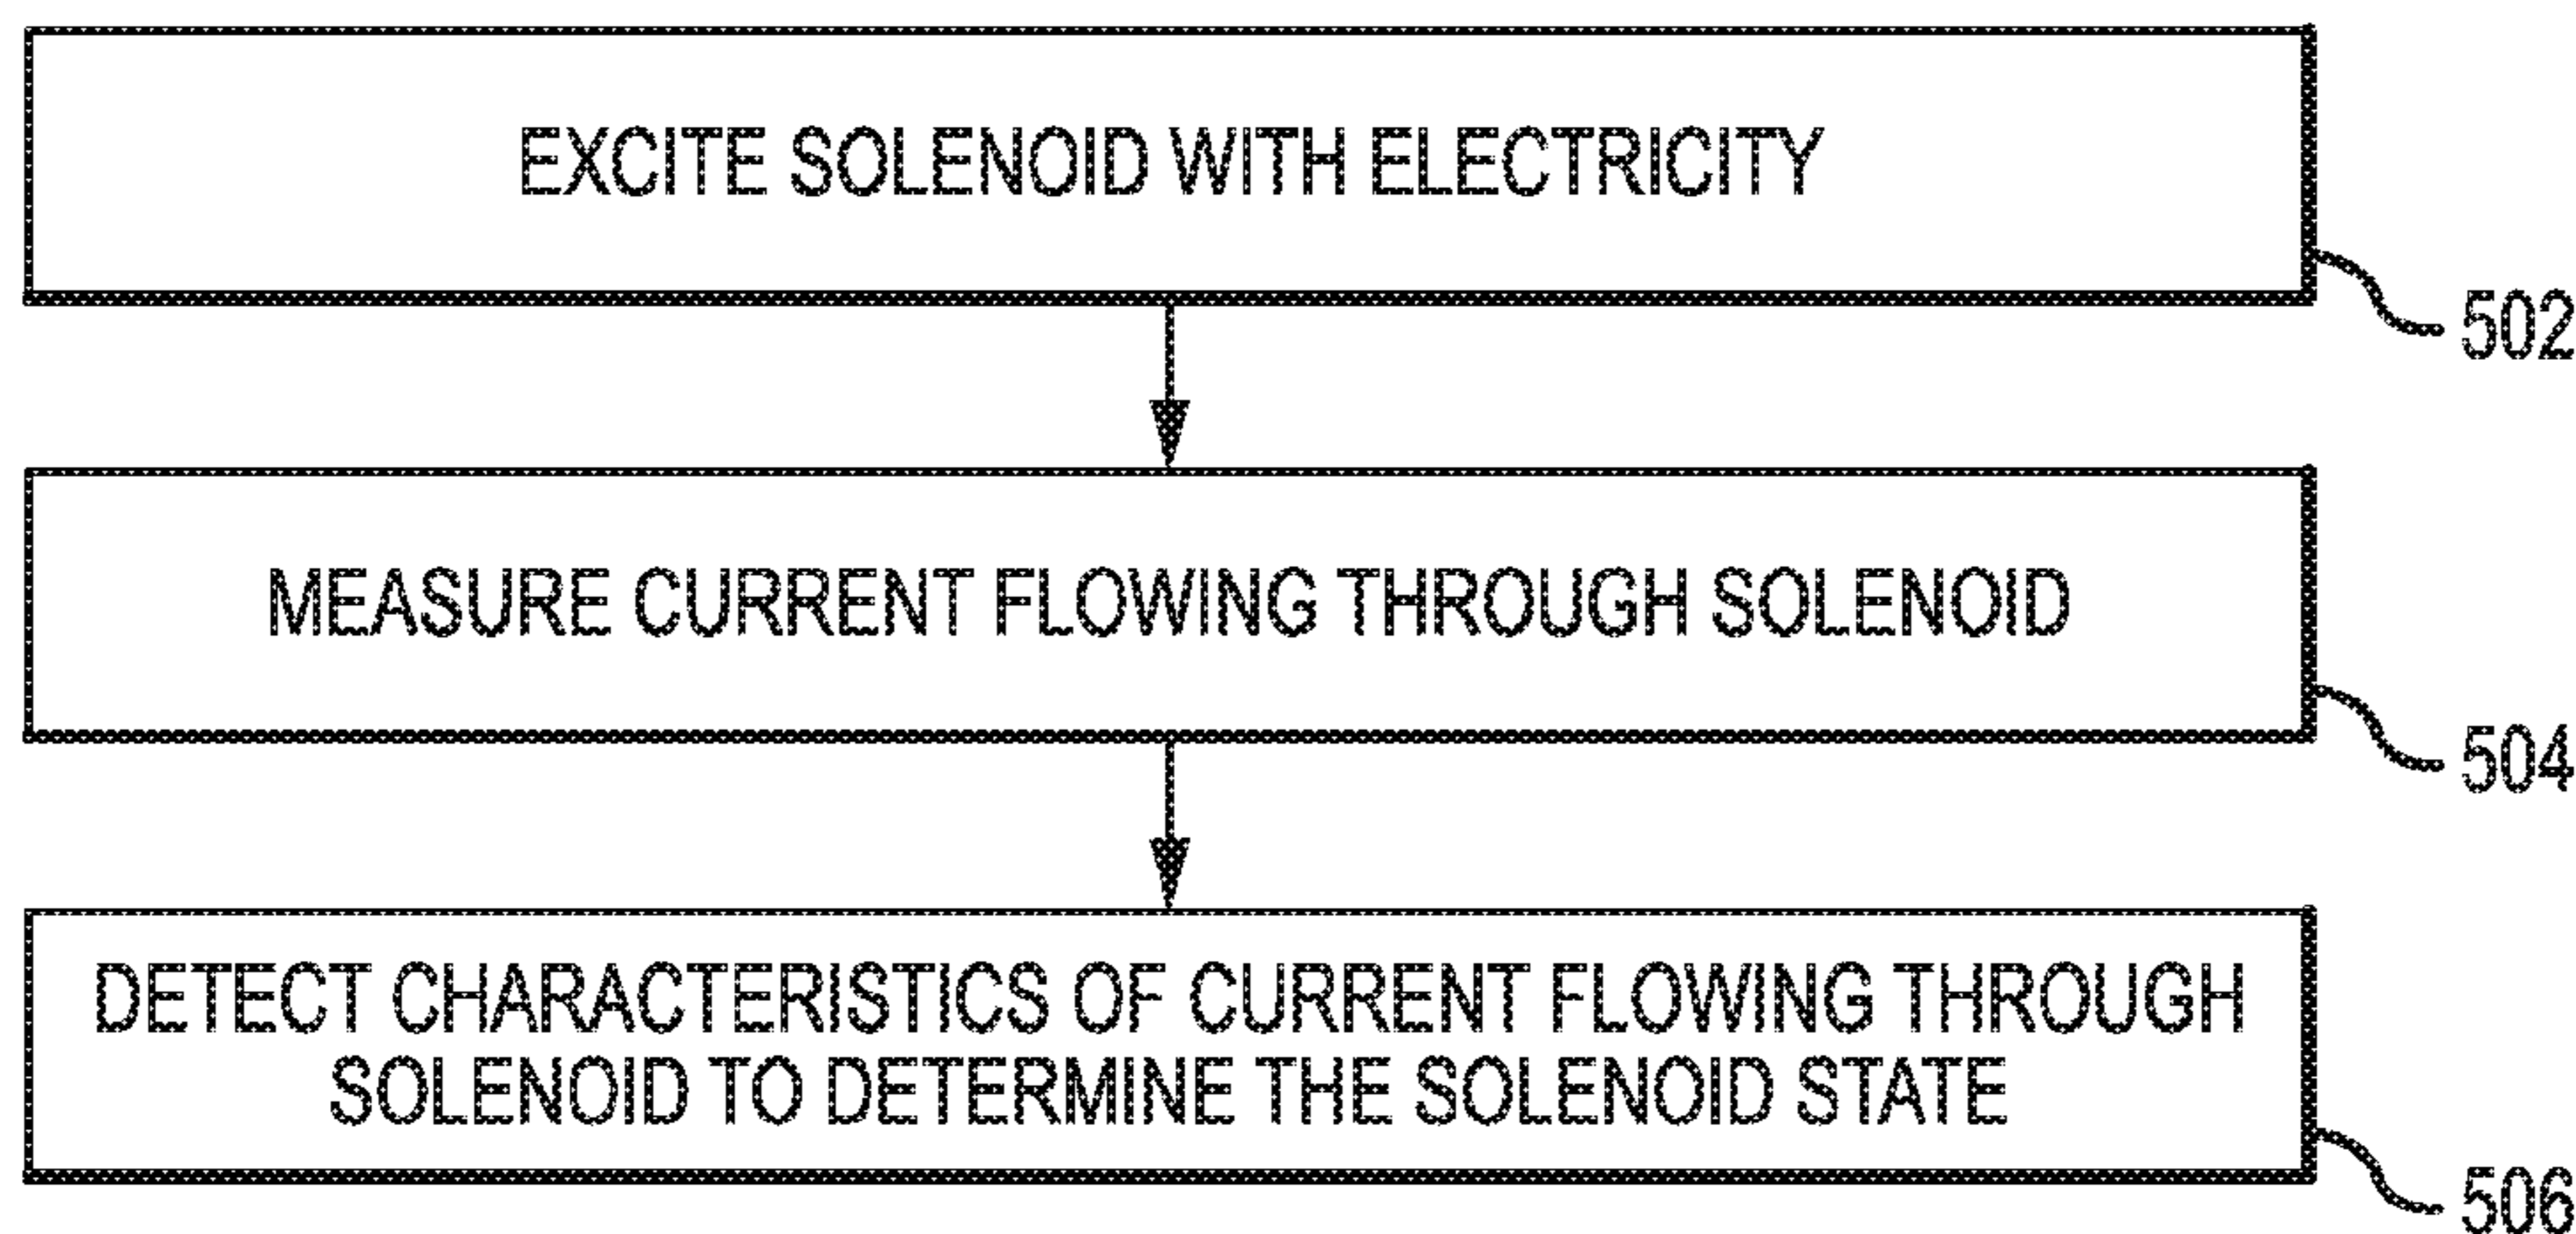 EXCITE SOLENOID WITH ELECTRICITY
502
MEASURE CURRENT FLOWING THROUGH SOLENOID
504
DETECT CHARACTERISTICS OF CURRENT FLOWING THROUGH
SOLENOID TO DETERMINE THE SOLENOID STATE
506